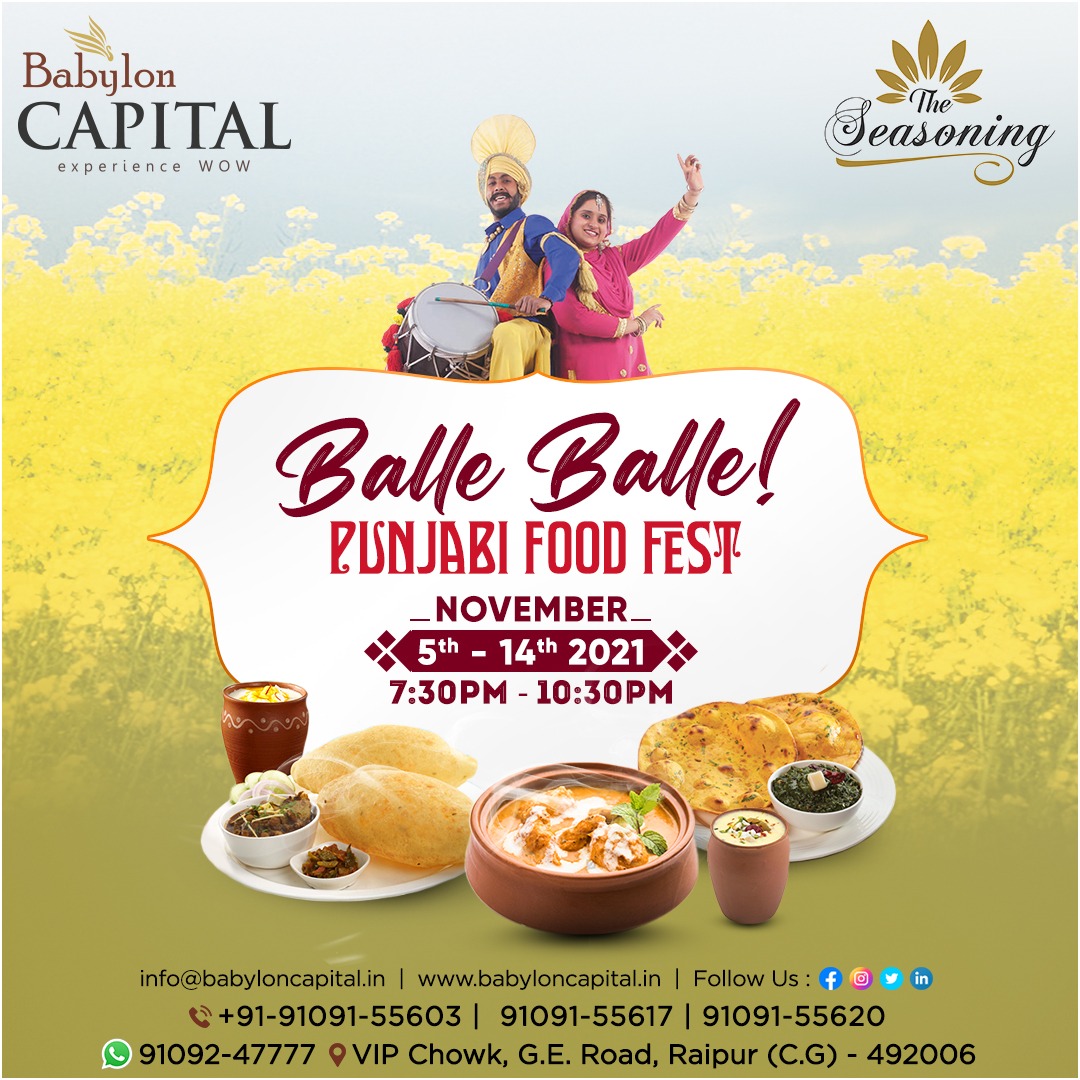 Babylon
CAPITAL
experience WOW
The
Seasoning
Balle Balle!
PUNJABI FOOD FEST
NOVEMBER
5th - 14th 2021
7:30PM - 10:30PM
info@babyloncapital.in | www.babyloncapital.in | Follow Us :
+91-91091-55603 | 91091-55617 | 91091-55620
91092-47777 VIP Chowk, G.E. Road, Raipur (C.G) - 492006